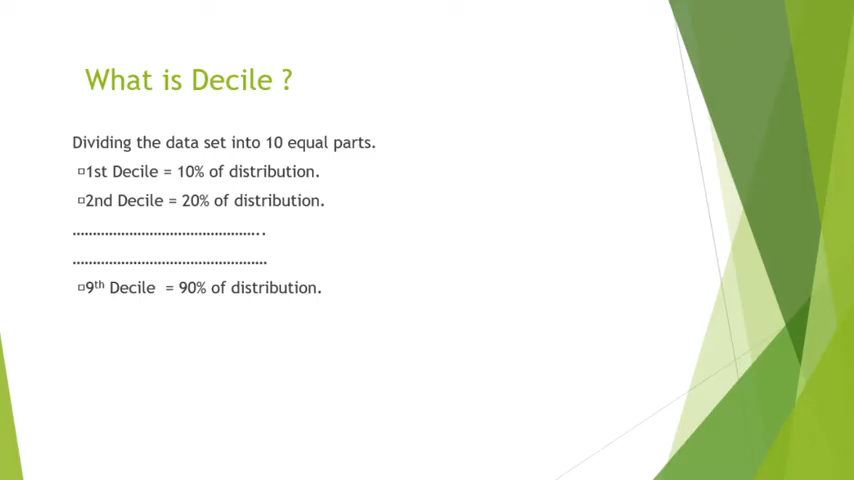 What is Decile ?
Dividing the data set into 10 equal parts.
▫1st Decile = 10% of distribution.
▫2nd Decile = 20% of distribution.
………………………………………..
………………………………………
▫9th Decile = 90% of distribution.